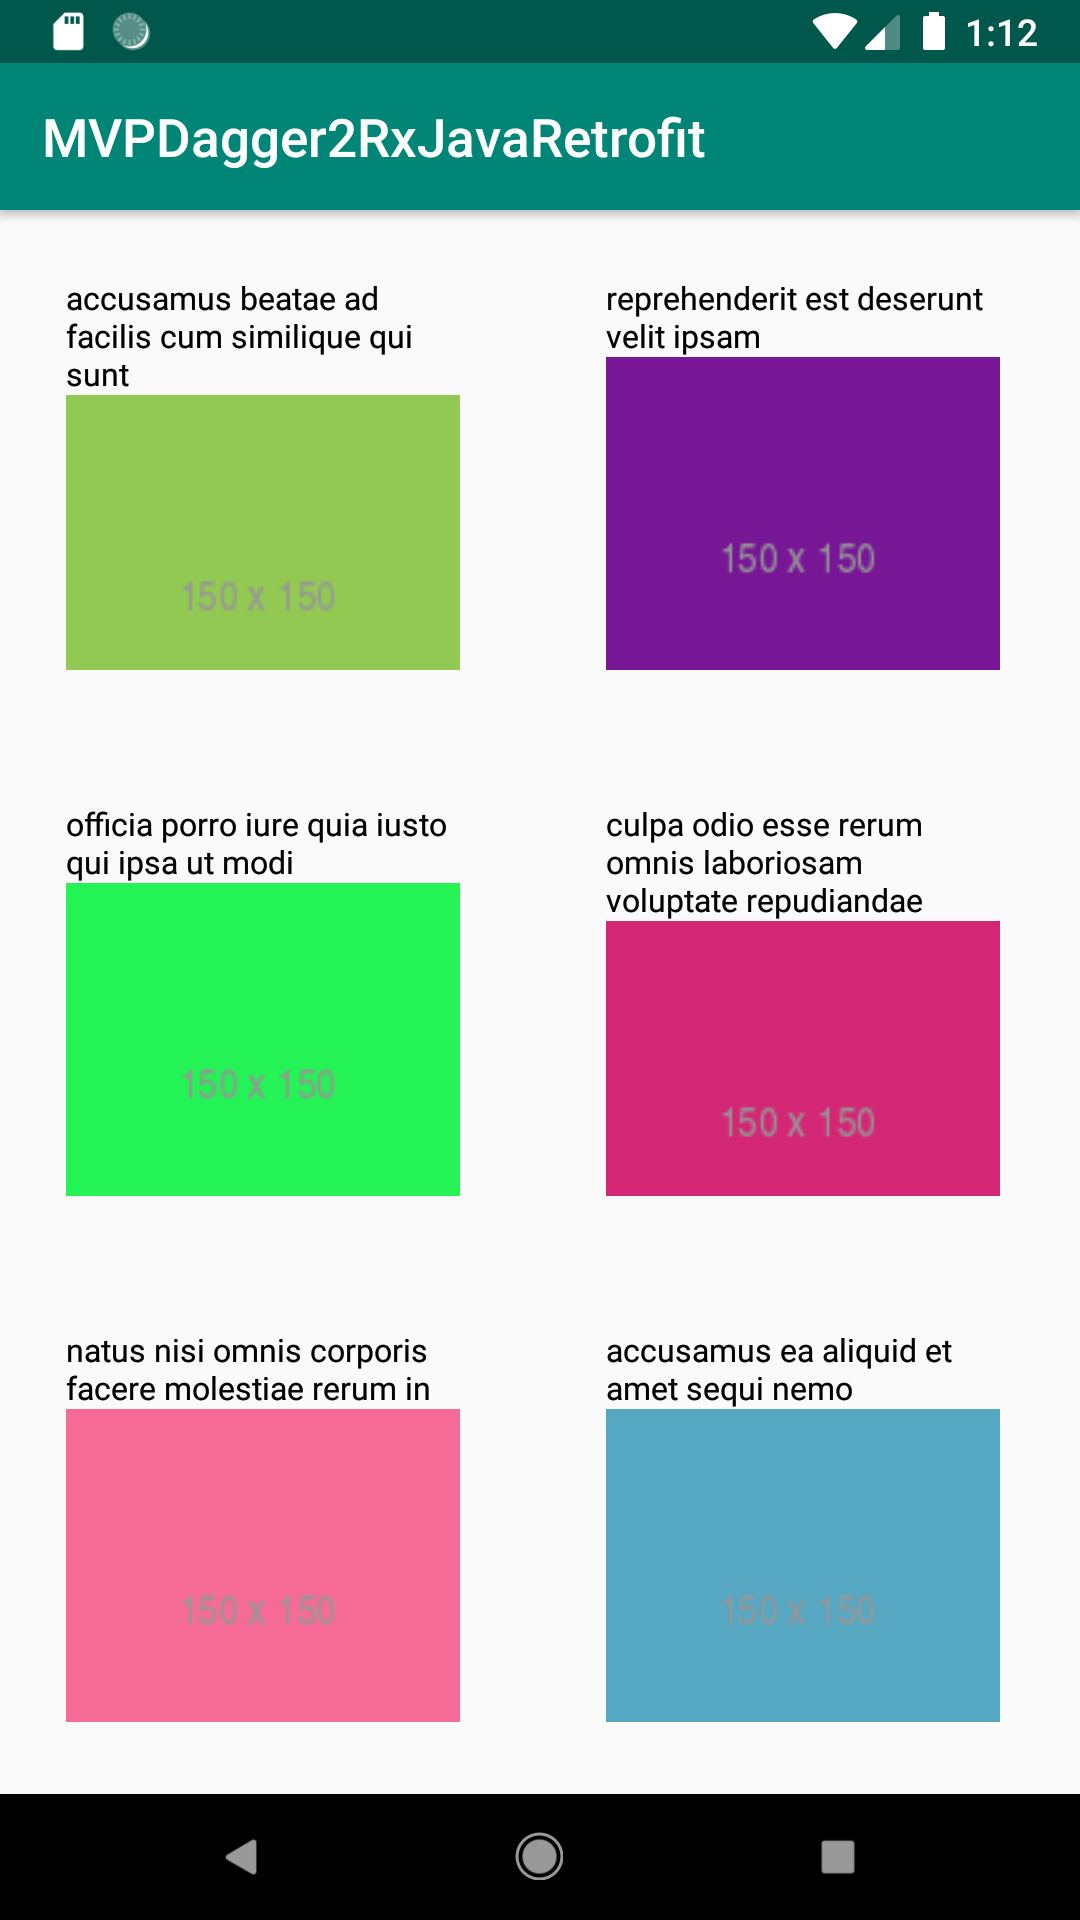 1:12
MVPDagger2RxJavaRetrofit
accusamus beatae ad
facilis cum similique qui
sunt
150 x 150
reprehenderit est deserunt
velit ipsam
150 x 150
officia porro iure quia iusto
qui ipsa ut modi
150 x 150
culpa odio esse rerum
omnis laboriosam
voluptate repudiandae
150 x 150
natus nisi omnis corporis
facere molestiae rerum in
150 x 150
accusamus ea aliquid et
amet sequi nemo
150 x 150